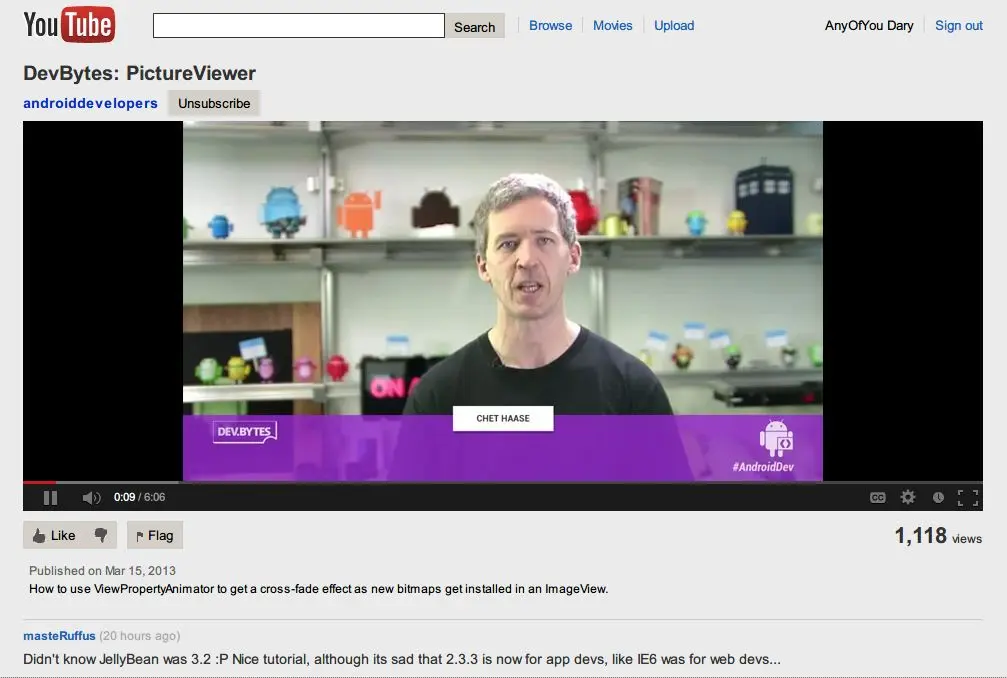 YouTube
Search
Browse
Movies
Upload
AnyOfYou Dary
Sign out
DevBytes: PictureViewer
androiddevelopers
Unsubscribe
ON A
CHET HAASE
DEV.BYTES
#AndroidDev
0:09 / 6:06
CC
Like
Flag
1,118 views
Published on Mar 15, 2013
How to use ViewPropertyAnimator to get a cross-fade effect as new bitmaps get installed in an ImageView.
masteRuffus (20 hours ago)
Didn't know JellyBean was 3.2 :P Nice tutorial, although its sad that 2.3.3 is now for app devs, like IE6 was for web devs...